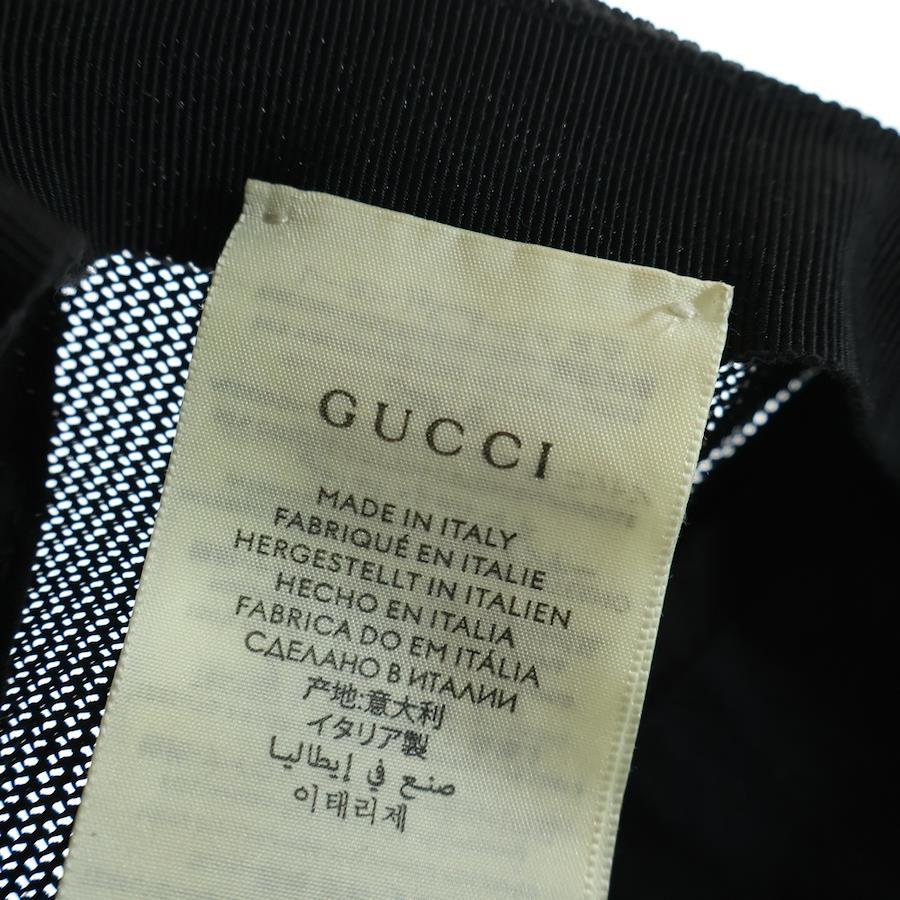 GUCCI
MADE IN ITALY
FABRIQUÉ EN ITALIE
HERGESTELLT IN ITALIEN
HECHO EN ITALIA
FABRICA DO EM ITÁLIA
СДЕЛАНО В ИТАЛИИ
产地:意大利
イタリア製
صنع في إيطاليا
이태리제